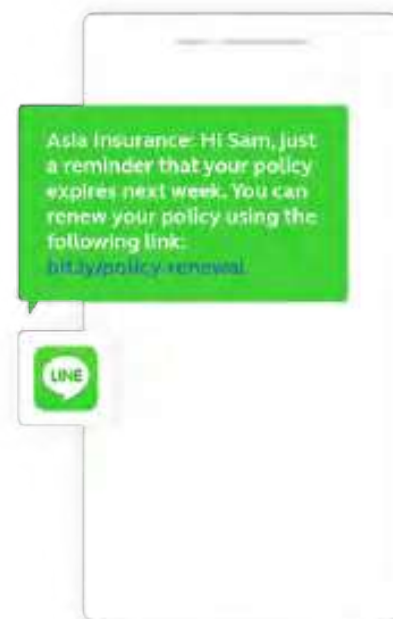 Asia Insurance: Hi Sam, just
a reminder that your policy
expires next week. You can
renew your policy using the
following link:
bit.ly/policy-renewal
LINE